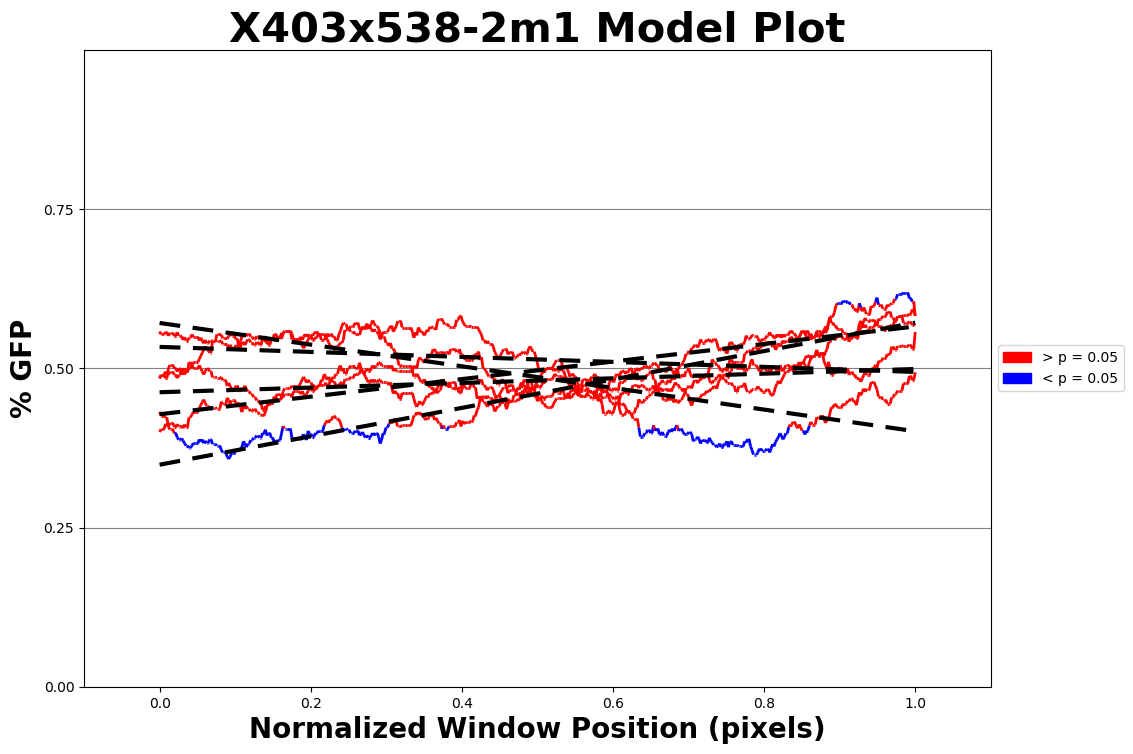 X403x538-2m1 Model Plot
% GFP
0.75
0.50
0.25
0.00
0.0 0.2 0.4 0.6 0.8 1.0
Normalized Window Position (pixels)
> p = 0.05
< p = 0.05